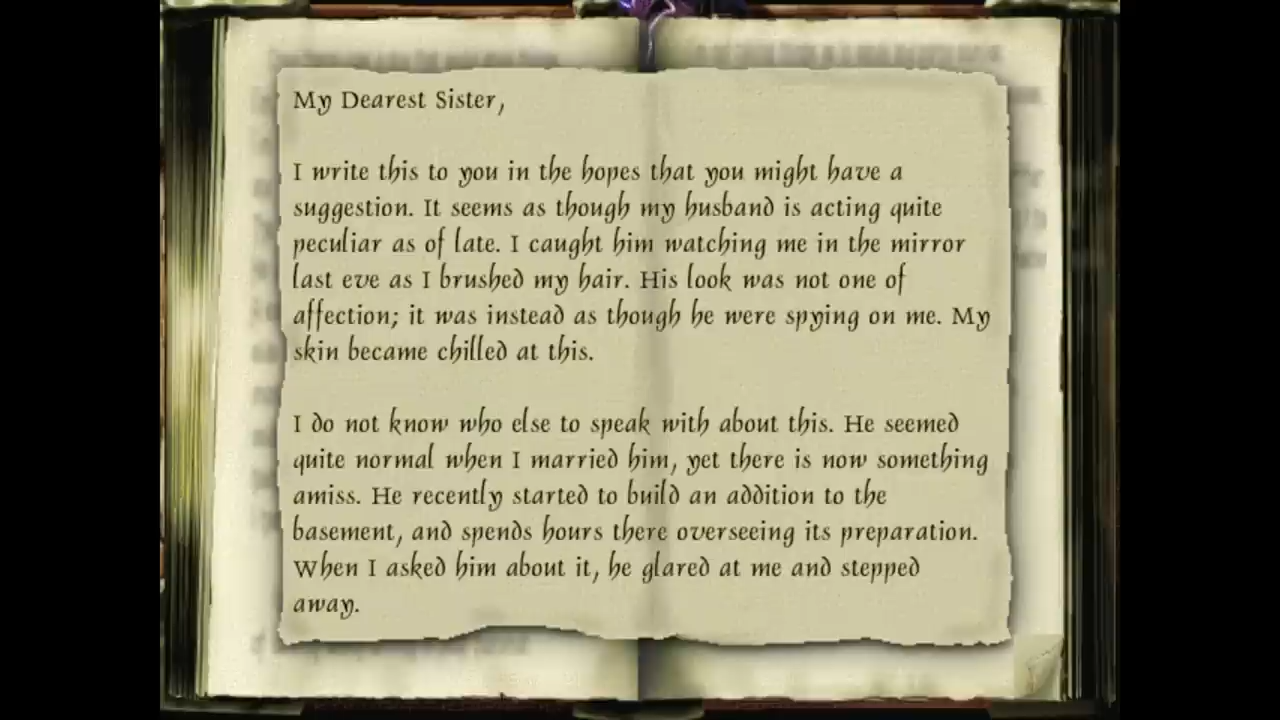 My Dearest Sister,
I write this to you in the hopes that you might have a
suggestion. It seems as though my husband is acting quite
peculiar as of late. I caught him watching me in the mirror
last eve as I brushed my hair. His look was not one of
affection; it was instead as though he were spying on me. My
skin became chilled at this.
I do not know who else to speak with about this. He seemed
quite normal when I married him, yet there is now something
amiss. He recently started to build an addition to the
basement, and spends hours there overseeing its preparation.
When I asked him about it, he glared at me and stepped
away.